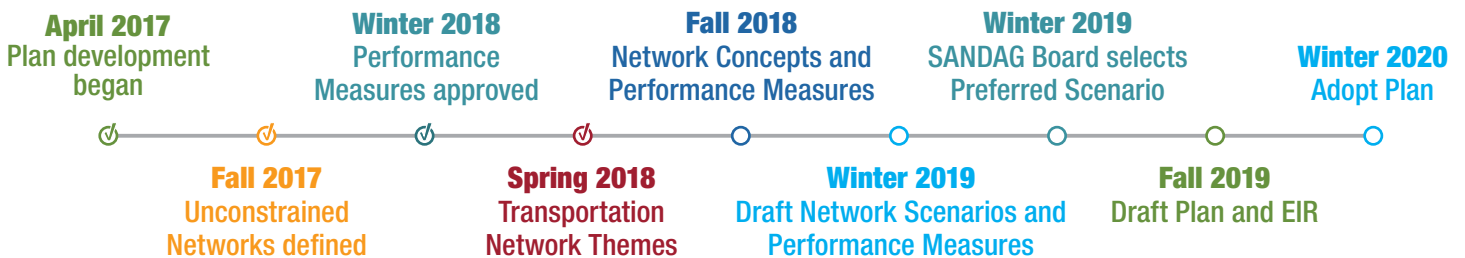 April 2017
Plan development
began
Fall 2017
Unconstrained
Networks defined
Winter 2018
Performance
Measures approved
Spring 2018
Transportation
Network Themes
Fall 2018
Network Concepts and
Performance Measures
Winter 2019
Draft Network Scenarios and
Performance Measures
Winter 2019
SANDAG Board selects
Preferred Scenario
Fall 2019
Draft Plan and EIR
Winter 2020
Adopt Plan